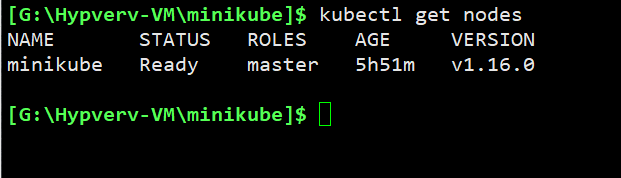 [G:\Hypverv-VM\minikube]$ kubectl get nodes
NAME STATUS ROLES AGE VERSION
minikube Ready master 5h51m v1.16.0
[G:\Hypverv-VM\minikube]$